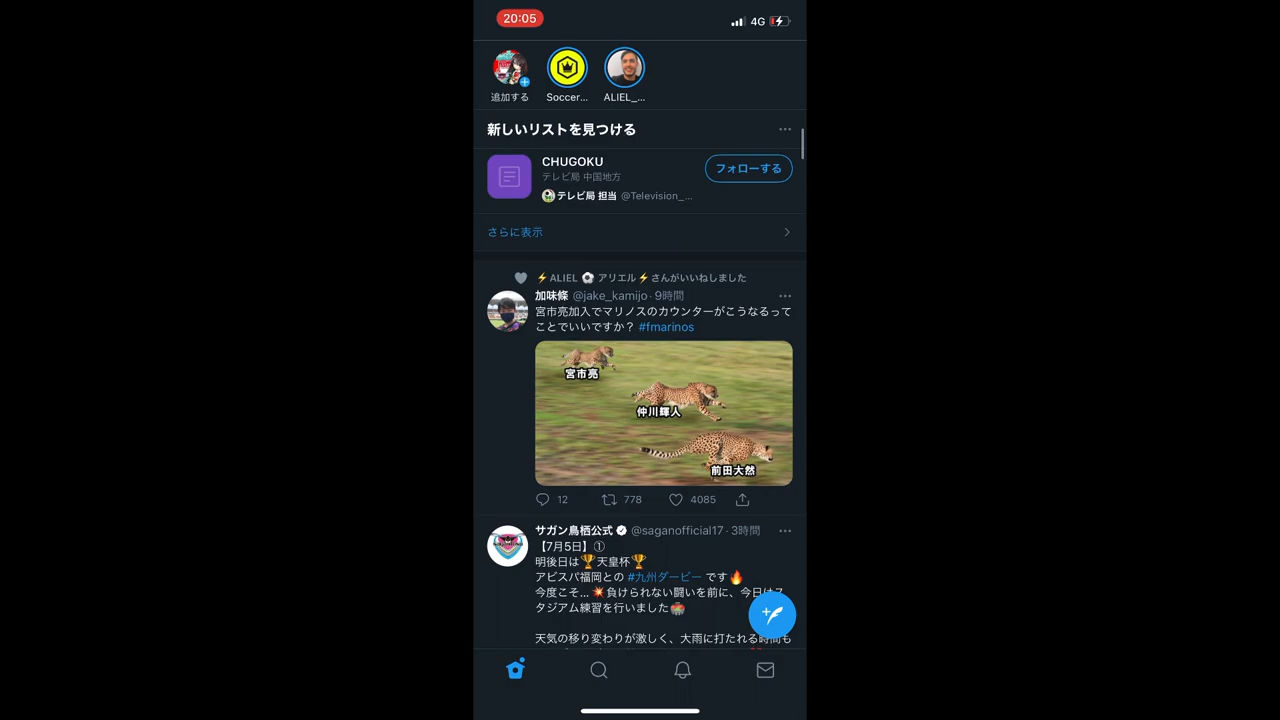 20:05
4G
追加する
Soccer...
ALIEL_...
新しいリストを見つける
CHUGOKU
テレビ局 中国地方
テレビ局 担当 @Television_...
フォローする
さらに表示
⚡ALIEL ⚽ アリエル⚡さんがいいねしました
加味條 @jake_kamijo · 9時間
宮市亮加入でマリノスのカウンターがこうなるって
ことでいいですか？ #fmarinos
宮市亮
仲川輝人
前田大然
12 778 4085
サガン鳥栖公式 @saganofficial17 · 3時間
【7月5日】①
明後日は🏆天皇杯🏆
アビスパ福岡との #九州ダービー です🔥
今度こそ... 💥負けられない闘いを前に、今日はス
タジアム練習を行いました🏟
天気の移り変わりが激しく、大雨に打たれる時間も